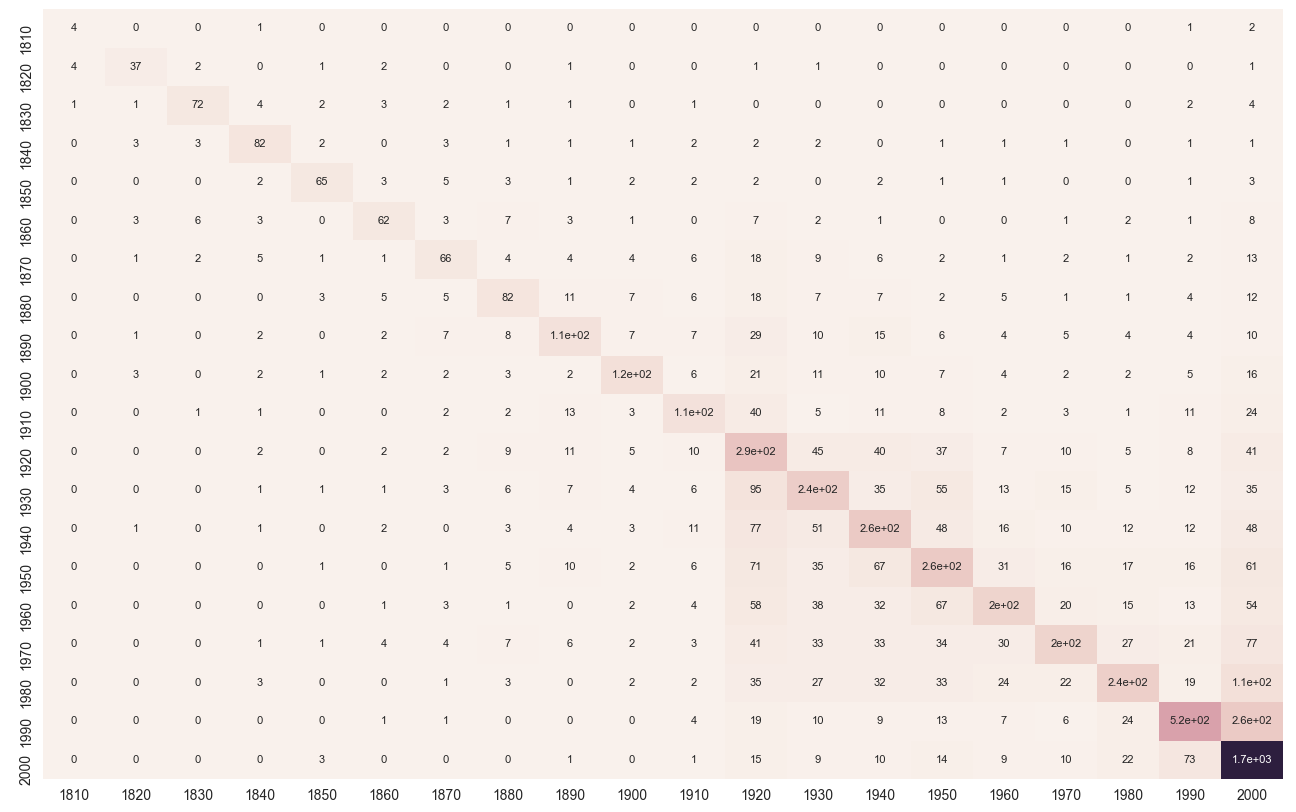 1810 4 0 0 1 0 0 0 0 0 0 0 0 0 0 0 0 0 0 1 2
1820 4 37 2 0 1 2 0 0 1 0 0 1 1 0 0 0 0 0 0 1
1830 1 1 72 4 2 3 2 1 1 0 1 0 0 0 0 0 0 0 2 4
1840 0 3 3 82 2 0 3 1 1 1 2 2 2 0 1 1 1 0 1 1
1850 0 0 0 2 65 3 5 3 1 2 2 2 0 2 1 1 0 0 1 3
1860 0 3 6 3 0 62 3 7 3 1 0 7 2 1 0 0 1 2 1 8
1870 0 1 2 5 1 1 66 4 4 4 6 18 9 6 2 1 2 1 2 13
1880 0 0 0 0 3 5 5 82 11 7 6 18 7 7 2 5 1 1 4 12
1890 0 1 0 2 0 2 7 8 1.1e+02 7 7 29 10 15 6 4 5 4 4 10
1900 0 3 0 2 1 2 2 3 2 1.2e+02 6 21 11 10 7 4 2 2 5 16
1910 0 0 1 1 0 0 2 2 13 3 1.1e+02 40 5 11 8 2 3 1 11 24
1920 0 0 0 2 0 2 2 9 11 5 10 2.9e+02 45 40 37 7 10 5 8 41
1930 0 0 0 1 1 1 3 6 7 4 6 95 2.4e+02 35 55 13 15 5 12 35
1940 0 1 0 1 0 2 0 3 4 3 11 77 51 2.6e+02 48 16 10 12 12 48
1950 0 0 0 0 1 0 1 5 10 2 6 71 35 67 2.6e+02 31 16 17 16 61
1960 0 0 0 0 0 1 3 1 0 2 4 58 38 32 67 2e+02 20 15 13 54
1970 0 0 0 1 1 4 4 7 6 2 3 41 33 33 34 30 2e+02 27 21 77
1980 0 0 0 3 0 0 1 3 0 2 2 35 27 32 33 24 22 2.4e+02 19 1.1e+02
1990 0 0 0 0 0 1 1 0 0 0 4 19 10 9 13 7 6 24 5.2e+02 2.6e+02
2000 0 0 0 0 3 0 0 0 1 0 1 15 9 10 14 9 10 22 73 1.7e+03
1810 1820 1830 1840 1850 1860 1870 1880 1890 1900 1910 1920 1930 1940 1950 1960 1970 1980 1990 2000